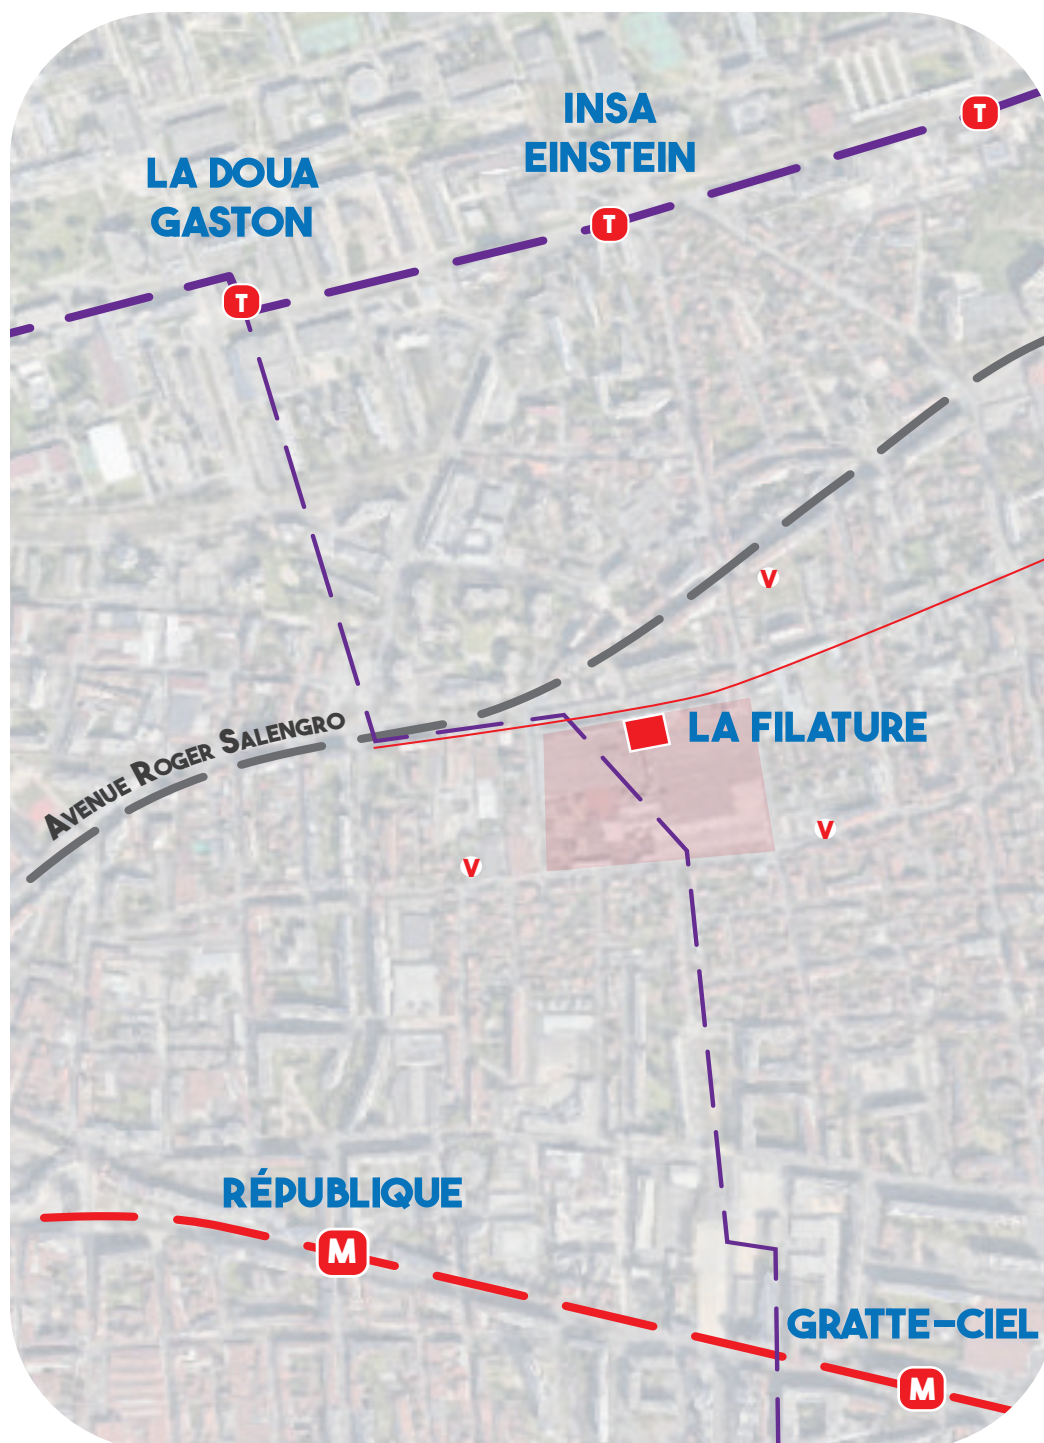 INSA
EINSTEIN
T
LA DOUA
GASTON
T
T
V
AVENUE ROGER SALENGRO
LA FILATURE
V
V
RÉPUBLIQUE
M
GRATTE-CIEL
M